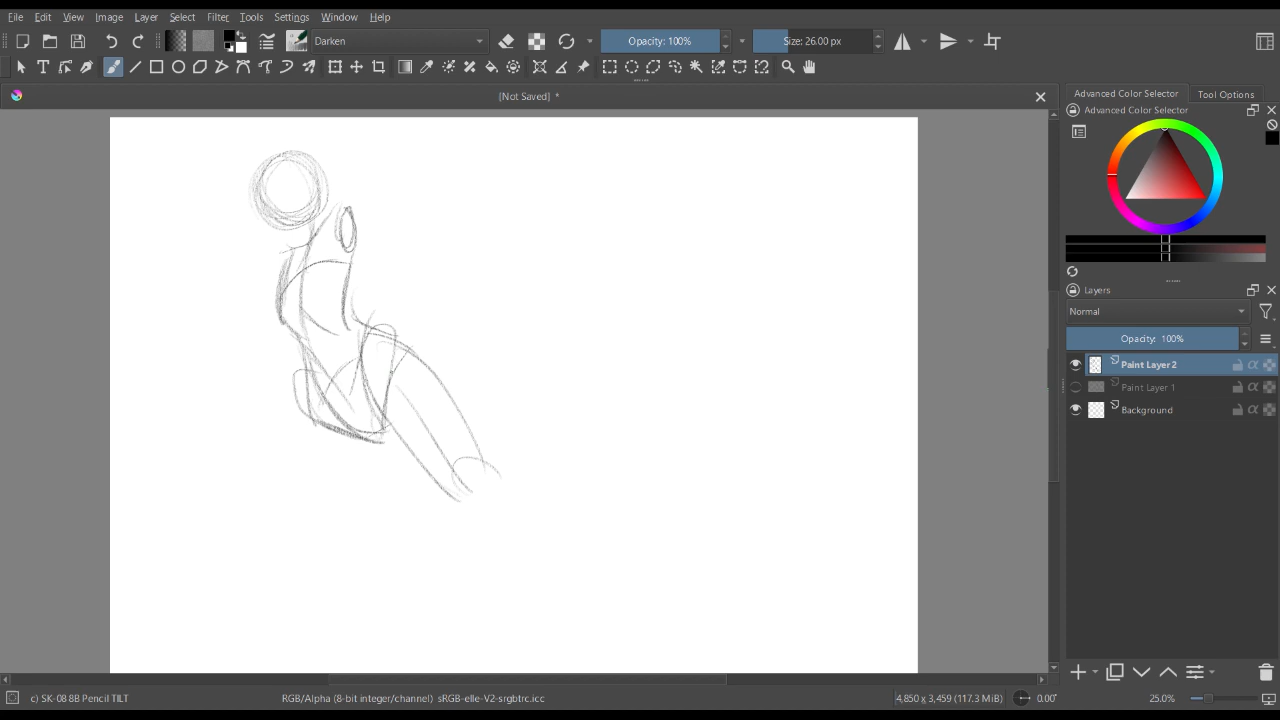 File Edit View Image Layer Select Filter Tools Settings Window Help
Darken Opacity: 100% Size: 26.00 px
[Not Saved] *
Advanced Color Selector Tool Options
Advanced Color Selector
Layers
Normal
Opacity: 100%
Paint Layer 2
Paint Layer 1
Background
c) SK-08 8B Pencil TILT RGB/Alpha (8-bit integer/channel) sRGB-elle-V2-srgbtrc.icc 4,850 x 3,459 (117.3 MiB) 0.00° 25.0%